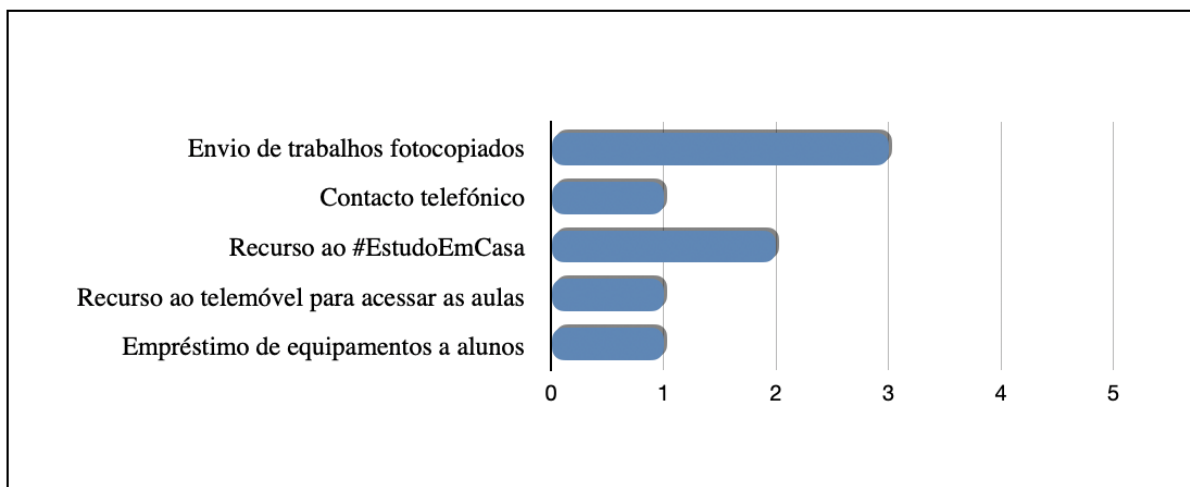 Envio de trabalhos fotocopiados
Contacto telefónico
Recurso ao #EstudoEmCasa
Recurso ao telemóvel para acessar as aulas
Empréstimo de equipamentos a alunos
0 1 2 3 4 5